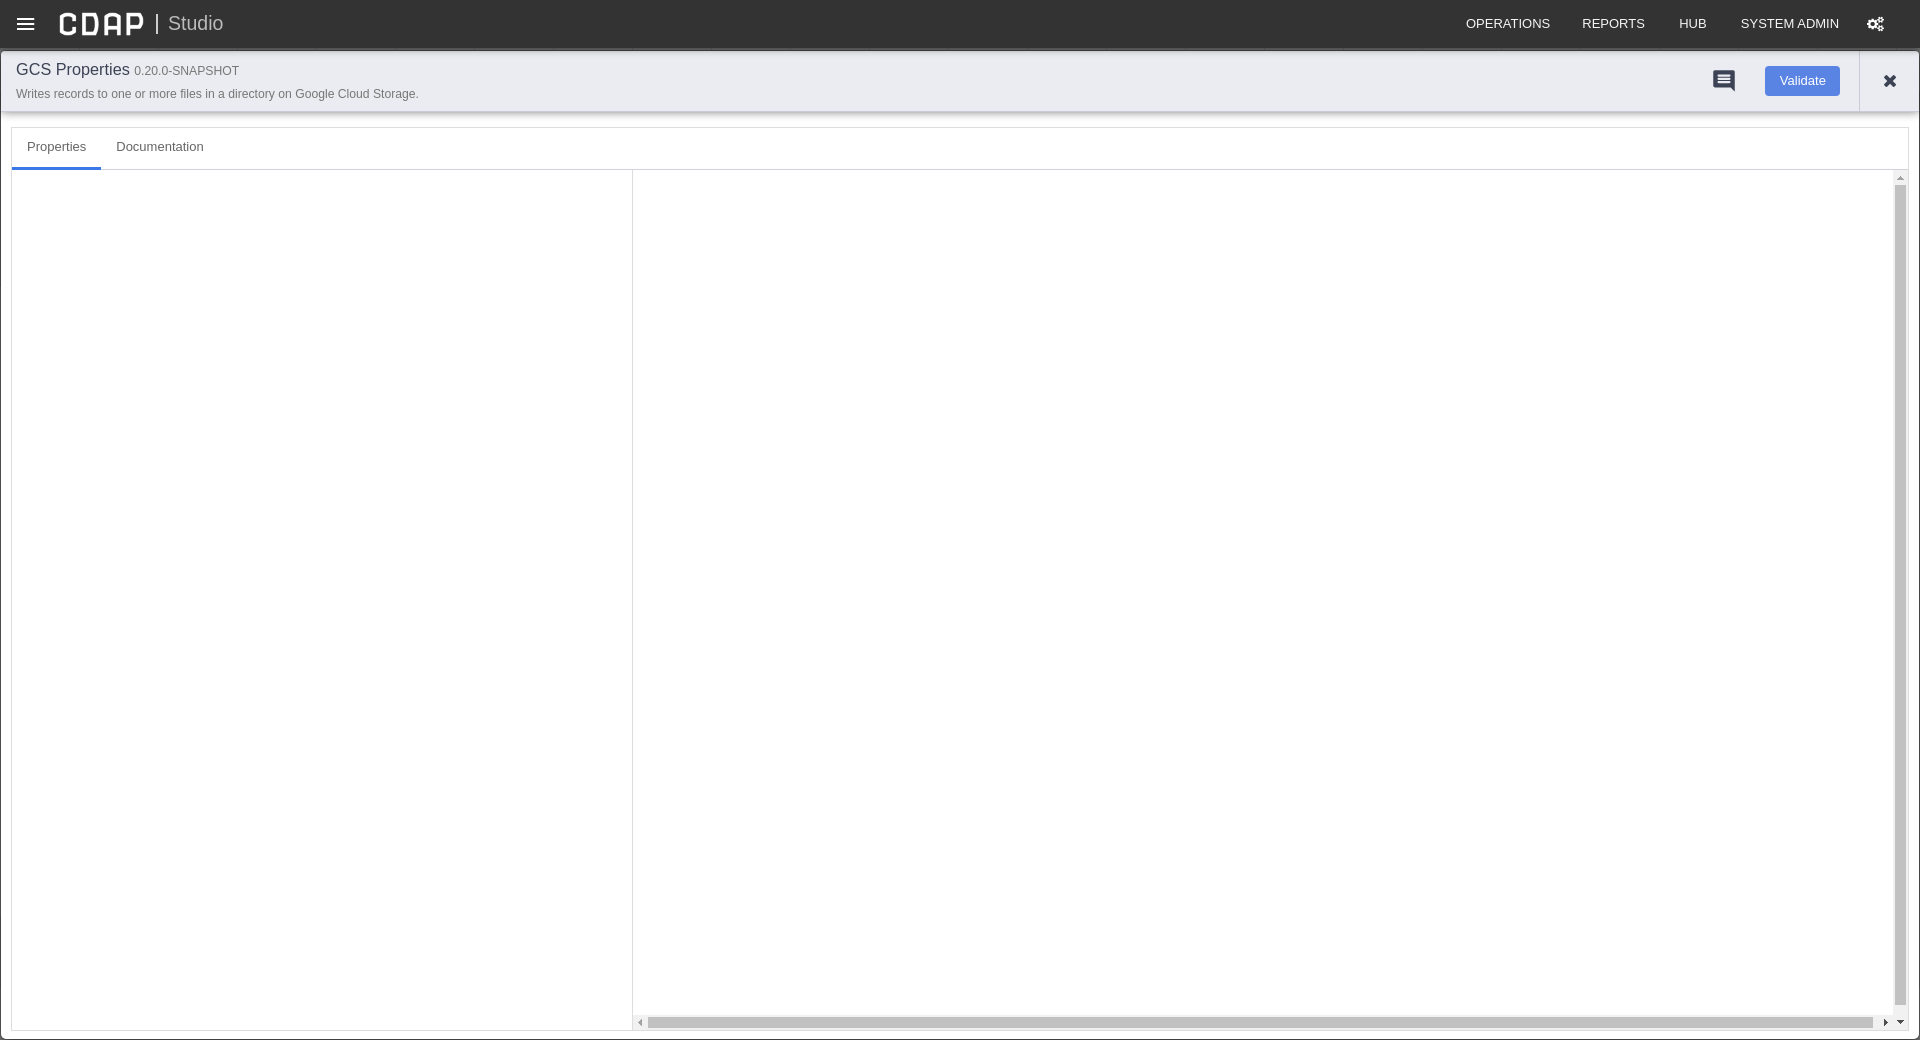 CDAP | Studio
OPERATIONS REPORTS HUB SYSTEM ADMIN
GCS Properties 0.20.0-SNAPSHOT
Writes records to one or more files in a directory on Google Cloud Storage.
Validate
Properties Documentation